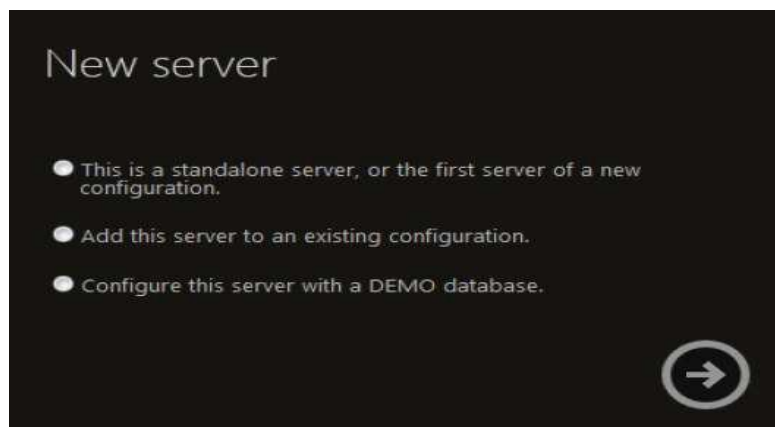 New server
This is a standalone server, or the first server of a new
configuration.
Add this server to an existing configuration.
Configure this server with a DEMO database.